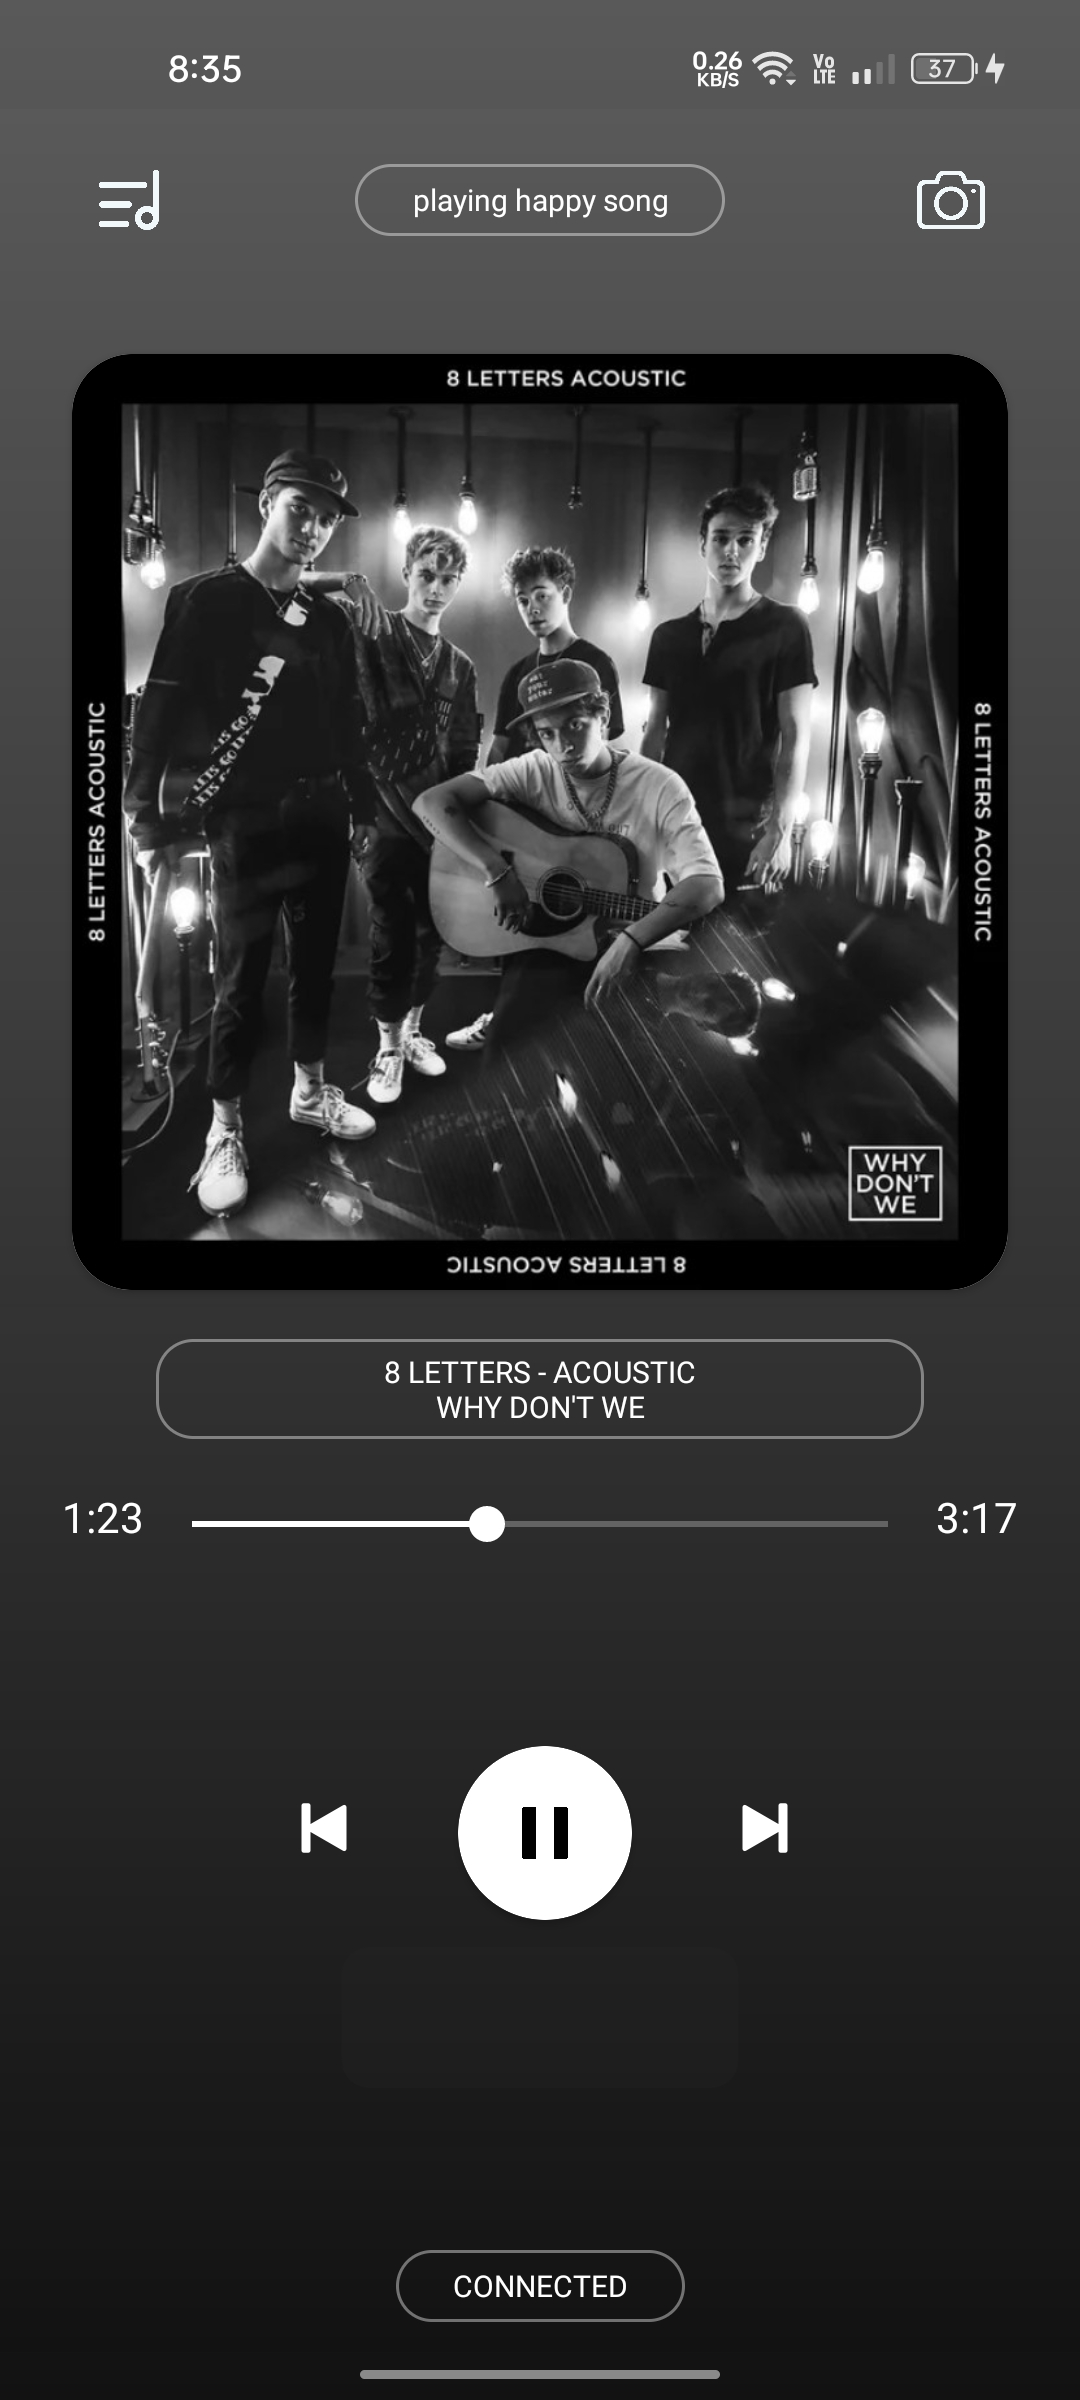 8:35
0.26
KB/S
Vo
LTE
37
playing happy song
8 LETTERS ACOUSTIC
8 LETTERS ACOUSTIC
8 LETTERS ACOUSTIC
WHY
DON'T
WE
8 LETTERS ACOUSTIC
8 LETTERS - ACOUSTIC
WHY DON'T WE
1:23
3:17
CONNECTED